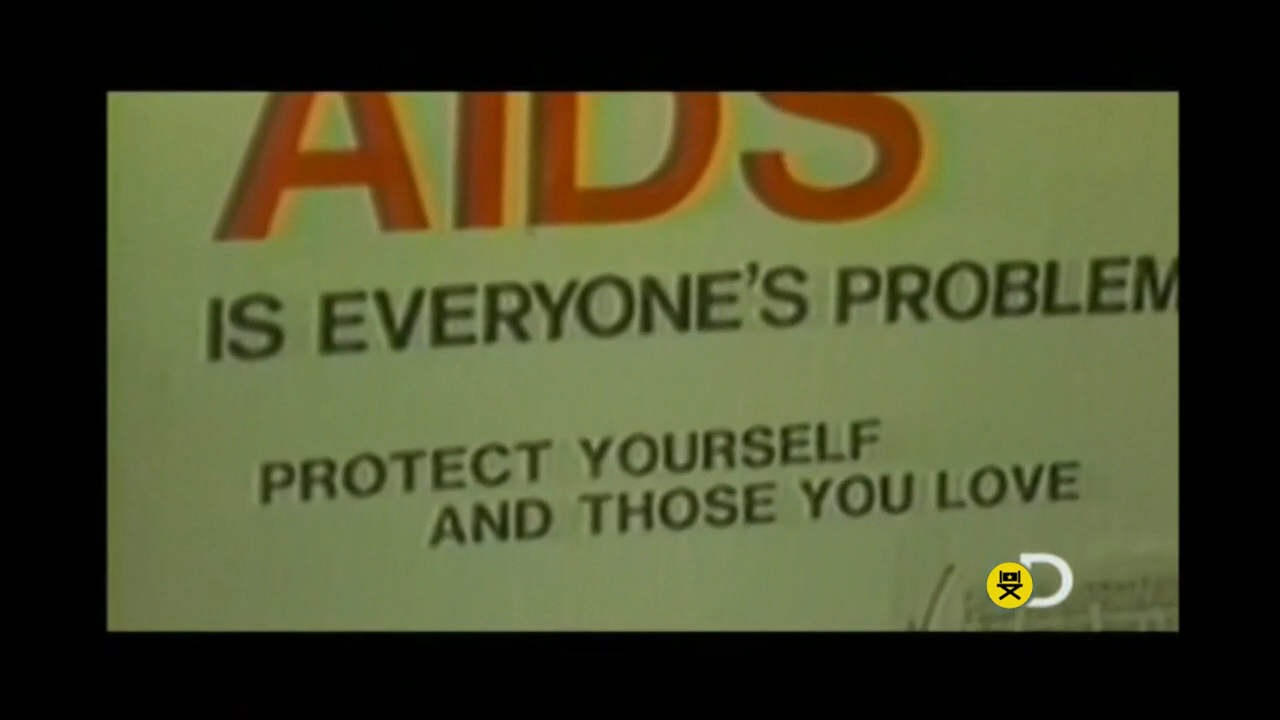 AIDS
IS EVERYONE'S PROBLEM
PROTECT YOURSELF
AND THOSE YOU LOVE